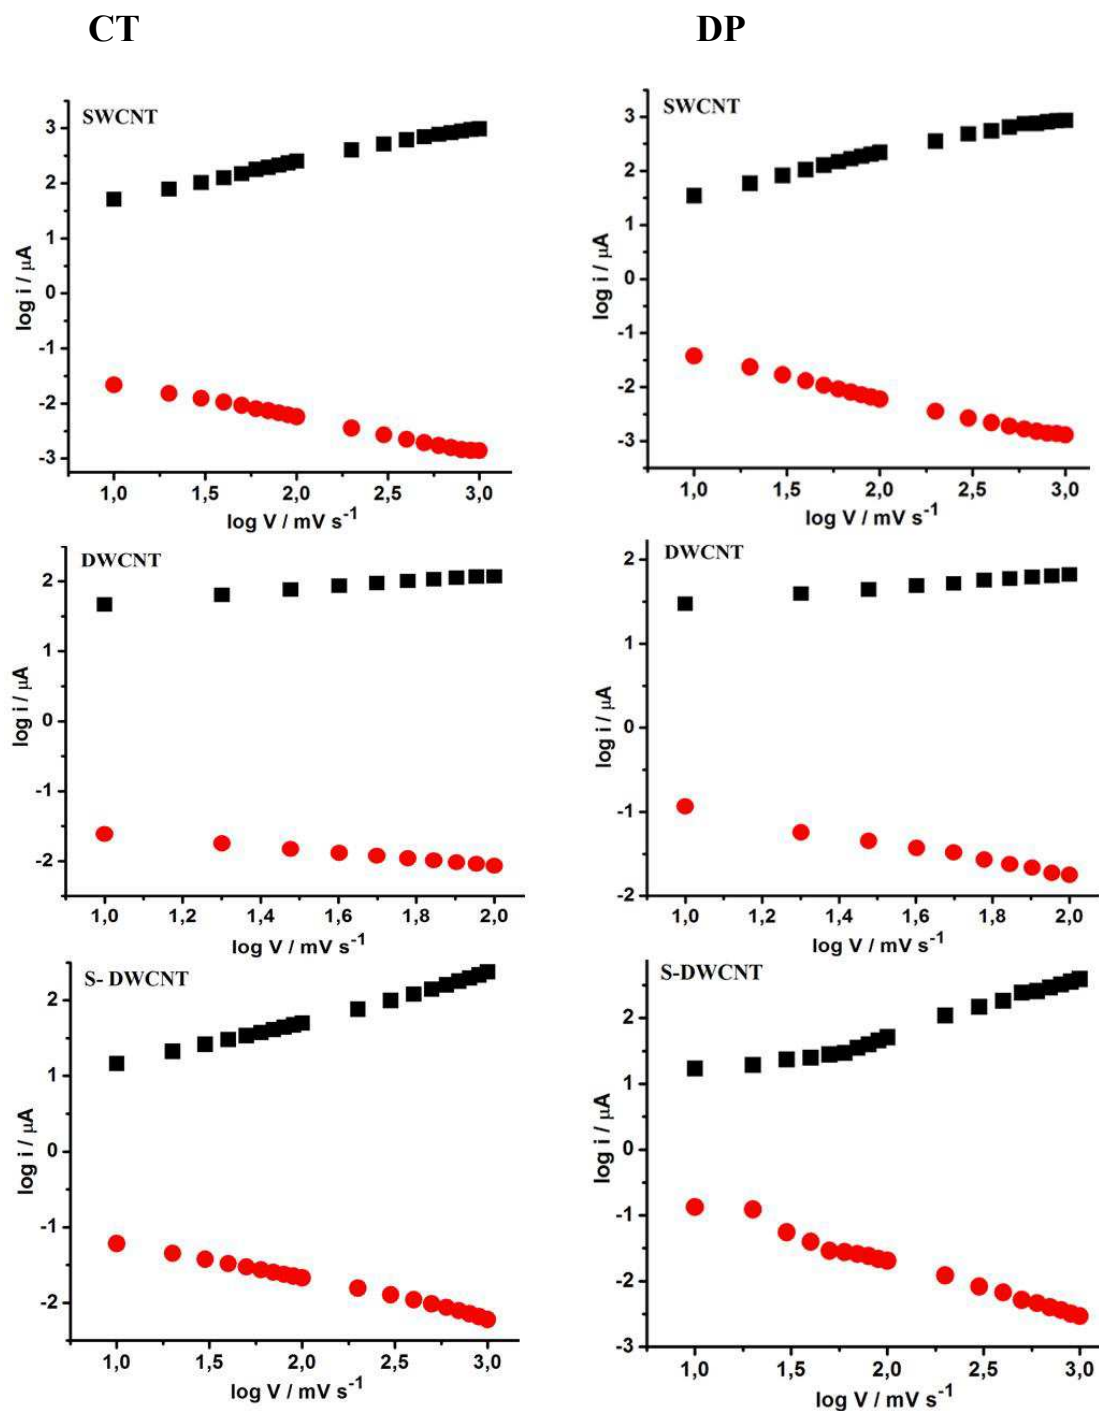 CT
DP
SWCNT
3
2
1
0
-1
-2
-3
log i / μA
1,0 1,5 2,0 2,5 3,0
log V / mV s⁻¹
SWCNT
3
2
1
0
-1
-2
-3
log i / μA
1,0 1,5 2,0 2,5 3,0
log V / mV s⁻¹
DWCNT
2
1
0
-1
-2
log i / μA
1,0 1,2 1,4 1,6 1,8 2,0
log V / mV s⁻¹
DWCNT
2
1
0
-1
-2
log i / μA
1,0 1,2 1,4 1,6 1,8 2,0
log V / mV s⁻¹
S- DWCNT
2
1
0
-1
-2
log i / μA
1,0 1,5 2,0 2,5 3,0
log V / mV s⁻¹
S-DWCNT
2
1
0
-1
-2
-3
log i / μA
1,0 1,5 2,0 2,5 3,0
log V / mV s⁻¹